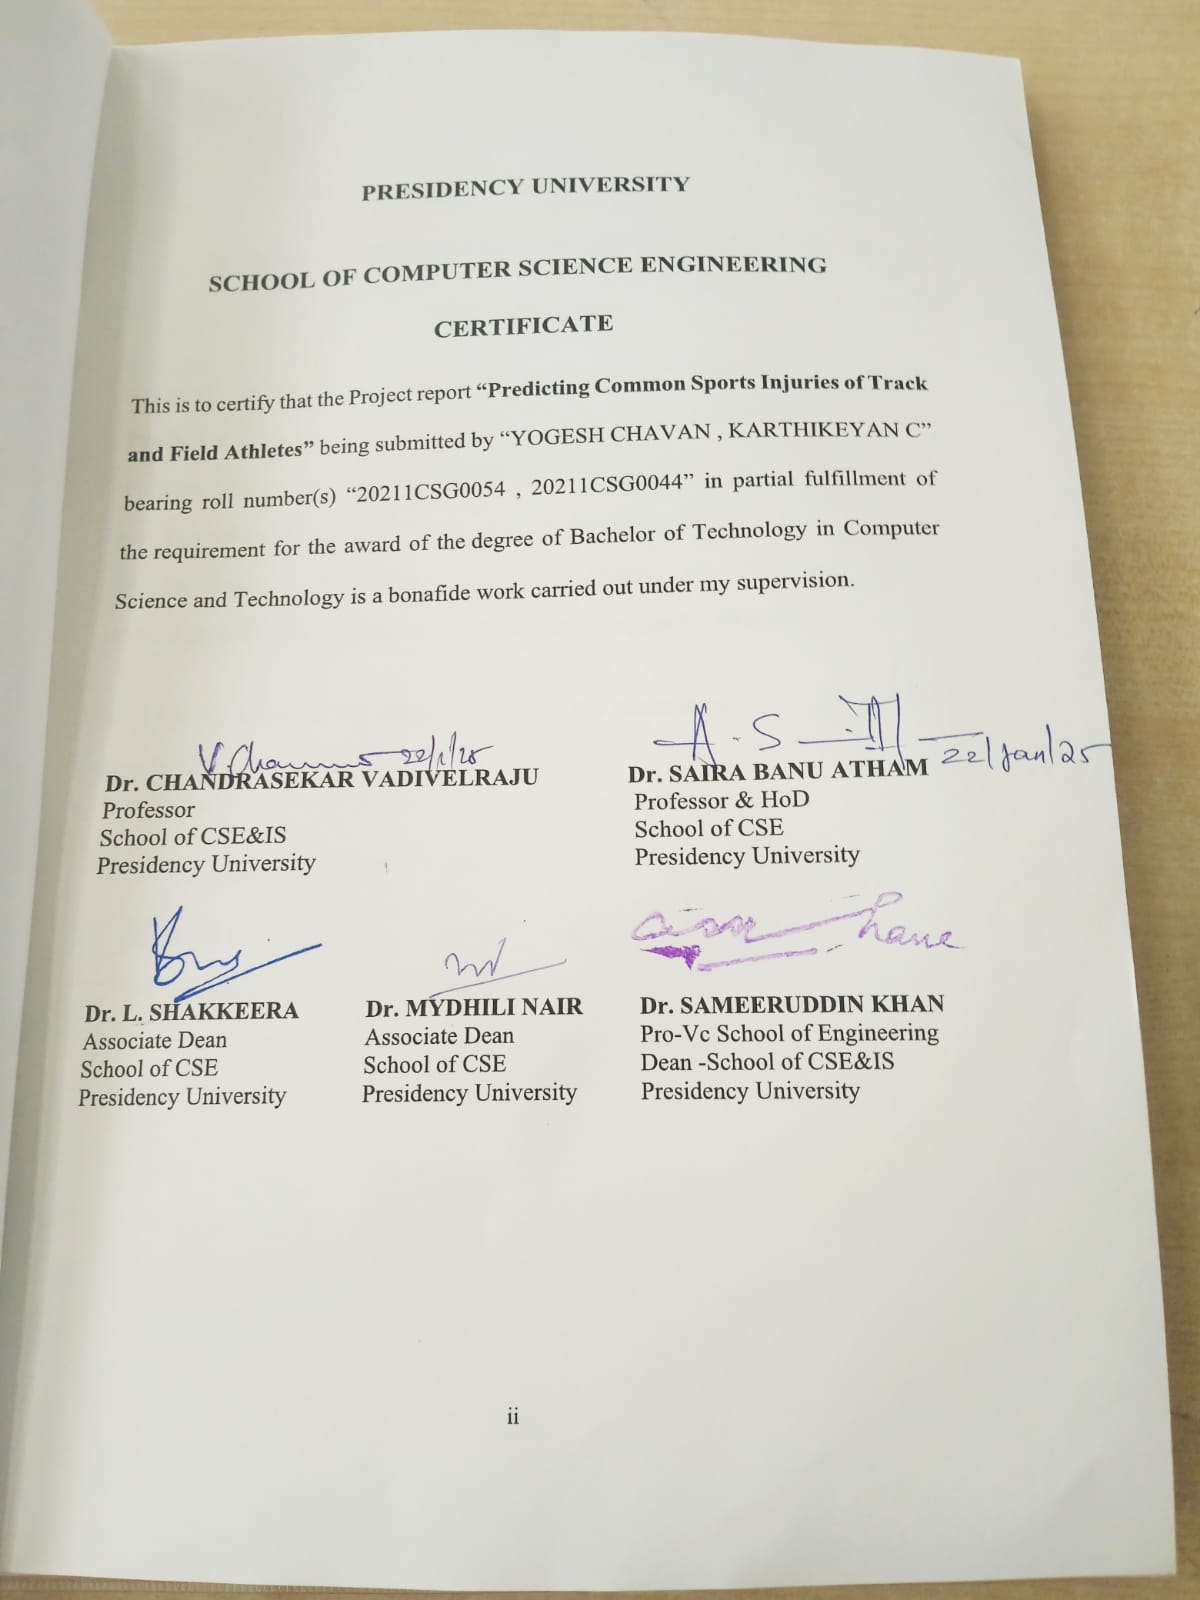 PRESIDENCY UNIVERSITY
SCHOOL OF COMPUTER SCIENCE ENGINEERING
CERTIFICATE
This is to certify that the Project report “Predicting Common Sports Injuries of Track
and Field Athletes” being submitted by “YOGESH CHAVAN , KARTHIKEYAN C”
bearing roll number(s) “20211CSG0054 , 20211CSG0044” in partial fulfillment of
the requirement for the award of the degree of Bachelor of Technology in Computer
Science and Technology is a bonafide work carried out under my supervision.
22/1/25
Dr. CHANDRASEKAR VADIVELRAJU
Professor
School of CSE&IS
Presidency University
A.S
22/Jan/25
Dr. SAIRA BANU ATHAM
Professor & HoD
School of CSE
Presidency University
Dr. L. SHAKKEERA
Associate Dean
School of CSE
Presidency University
Dr. MYDHILI NAIR
Associate Dean
School of CSE
Presidency University
Dr. SAMEERUDDIN KHAN
Pro-Vc School of Engineering
Dean -School of CSE&IS
Presidency University
ii